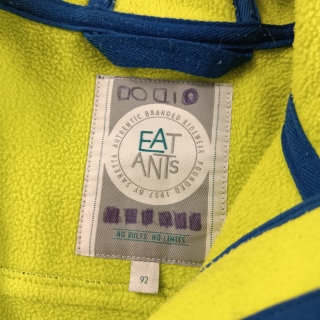 EAT
ANTS
AUTHENTIC BRANDED KIDSWEAR
FOUNDED 1957 BY SANETTA
NO RULES. NO LIMITS.
92